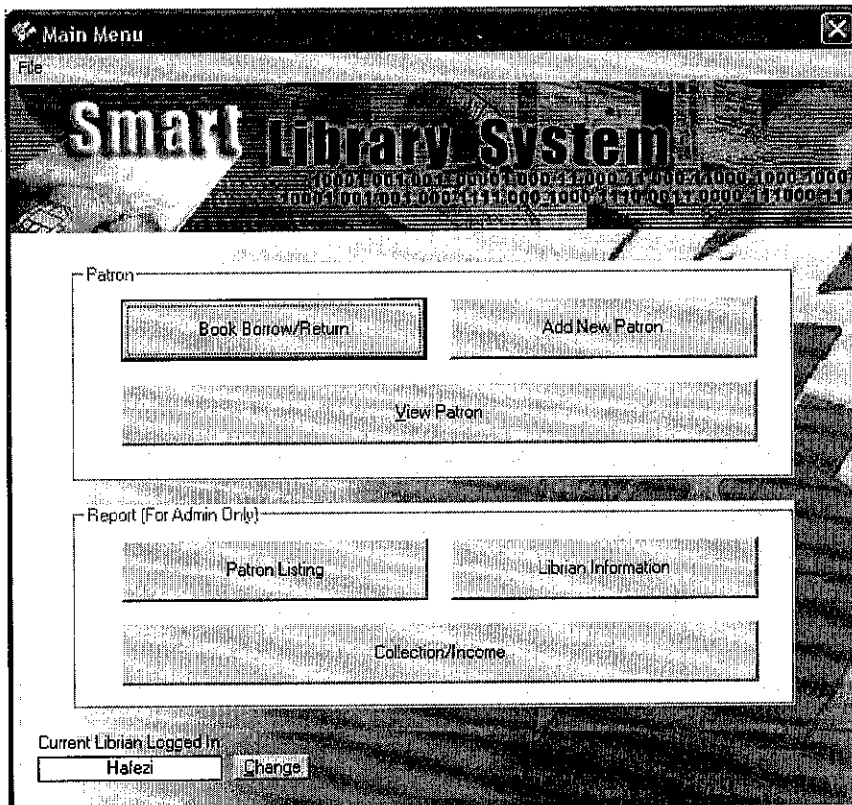 Main Menu
File
Smart Library System
Patron
Book Borrow/Return
Add New Patron
View Patron
Report (For Admin Only)
Patron Listing
Librian Information
Collection/Income
Current Librian Logged In
Hafezi
Change